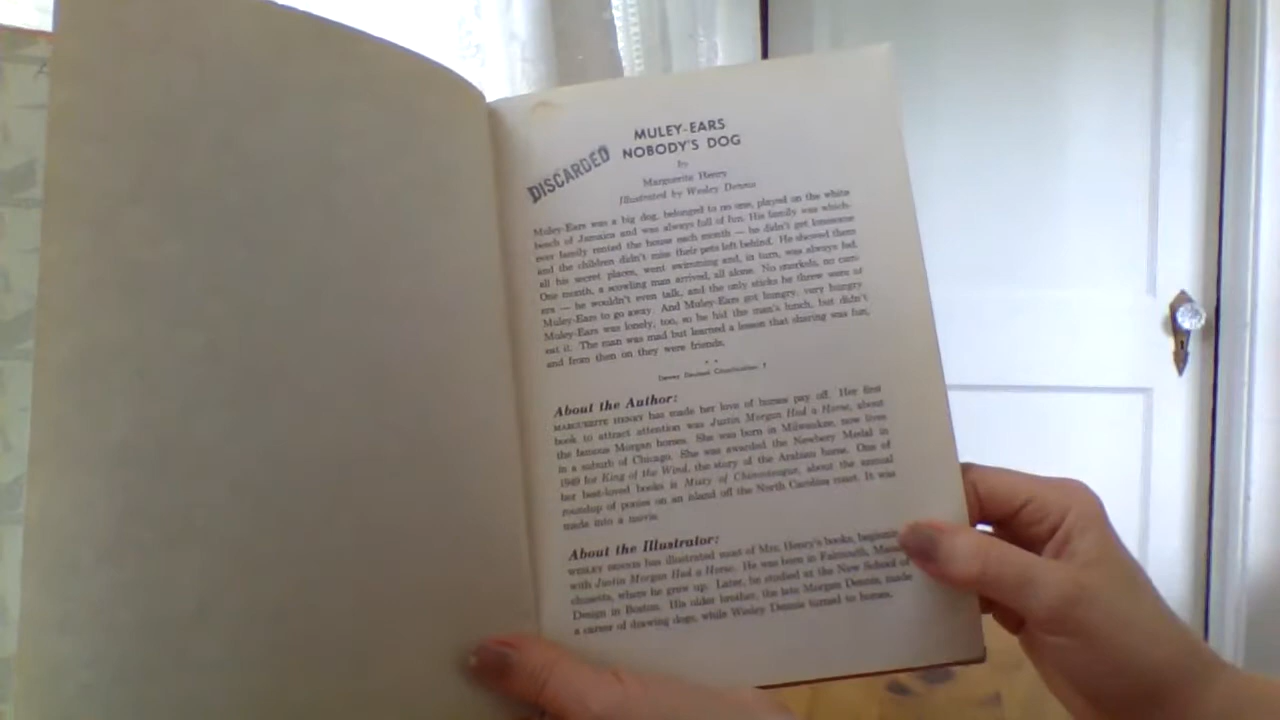 MULEY-EARS
NOBODY'S DOG
DISCARDED
by
Marguerite Henry
Illustrated by Wesley Dennis
Muley-Ears was a big dog, belonged to no one, played on the white
beach of Jamaica and was always full of fun. His family was which-
ever family rented the house each month — he didn't get lonesome
and the children didn't miss their pets left behind. He showed them
all his secret places, went swimming and, in turn, was always fed.
One month, a scowling man arrived, all alone. No snorkels, no cam-
eras — he wouldn't even talk, and the only sticks he threw were at
Muley-Ears to go away. And Muley-Ears got hungry, very hungry.
Muley-Ears was lonely, too, so he hid the man's lunch, but didn't
eat it. The man was mad but learned a lesson that sharing was fun,
and from then on they were friends.
* *
Dewey Decimal Classification: F
About the Author:
MARGUERITE HENRY has made her love of horses pay off. Her first
book to attract attention was Justin Morgan Had a Horse, about
the famous Morgan horses. She was born in Milwaukee, now lives
in a suburb of Chicago. She was awarded the Newbery Medal in
1949 for King of the Wind, the story of the Arabian horse. One of
her best-loved books is Misty of Chincoteague, about the annual
roundup of ponies on an island off the North Carolina coast. It was
made into a movie.
About the Illustrator:
WESLEY DENNIS has illustrated most of Mrs. Henry's books, beginnin
with Justin Morgan Had a Horse. He was born in Falmouth, Massa
chusetts, where he grew up. Later, he studied at the New School of
Design in Boston. His older brother, the late Morgan Dennis, made
a career of drawing dogs, while Wesley Dennis turned to horses.